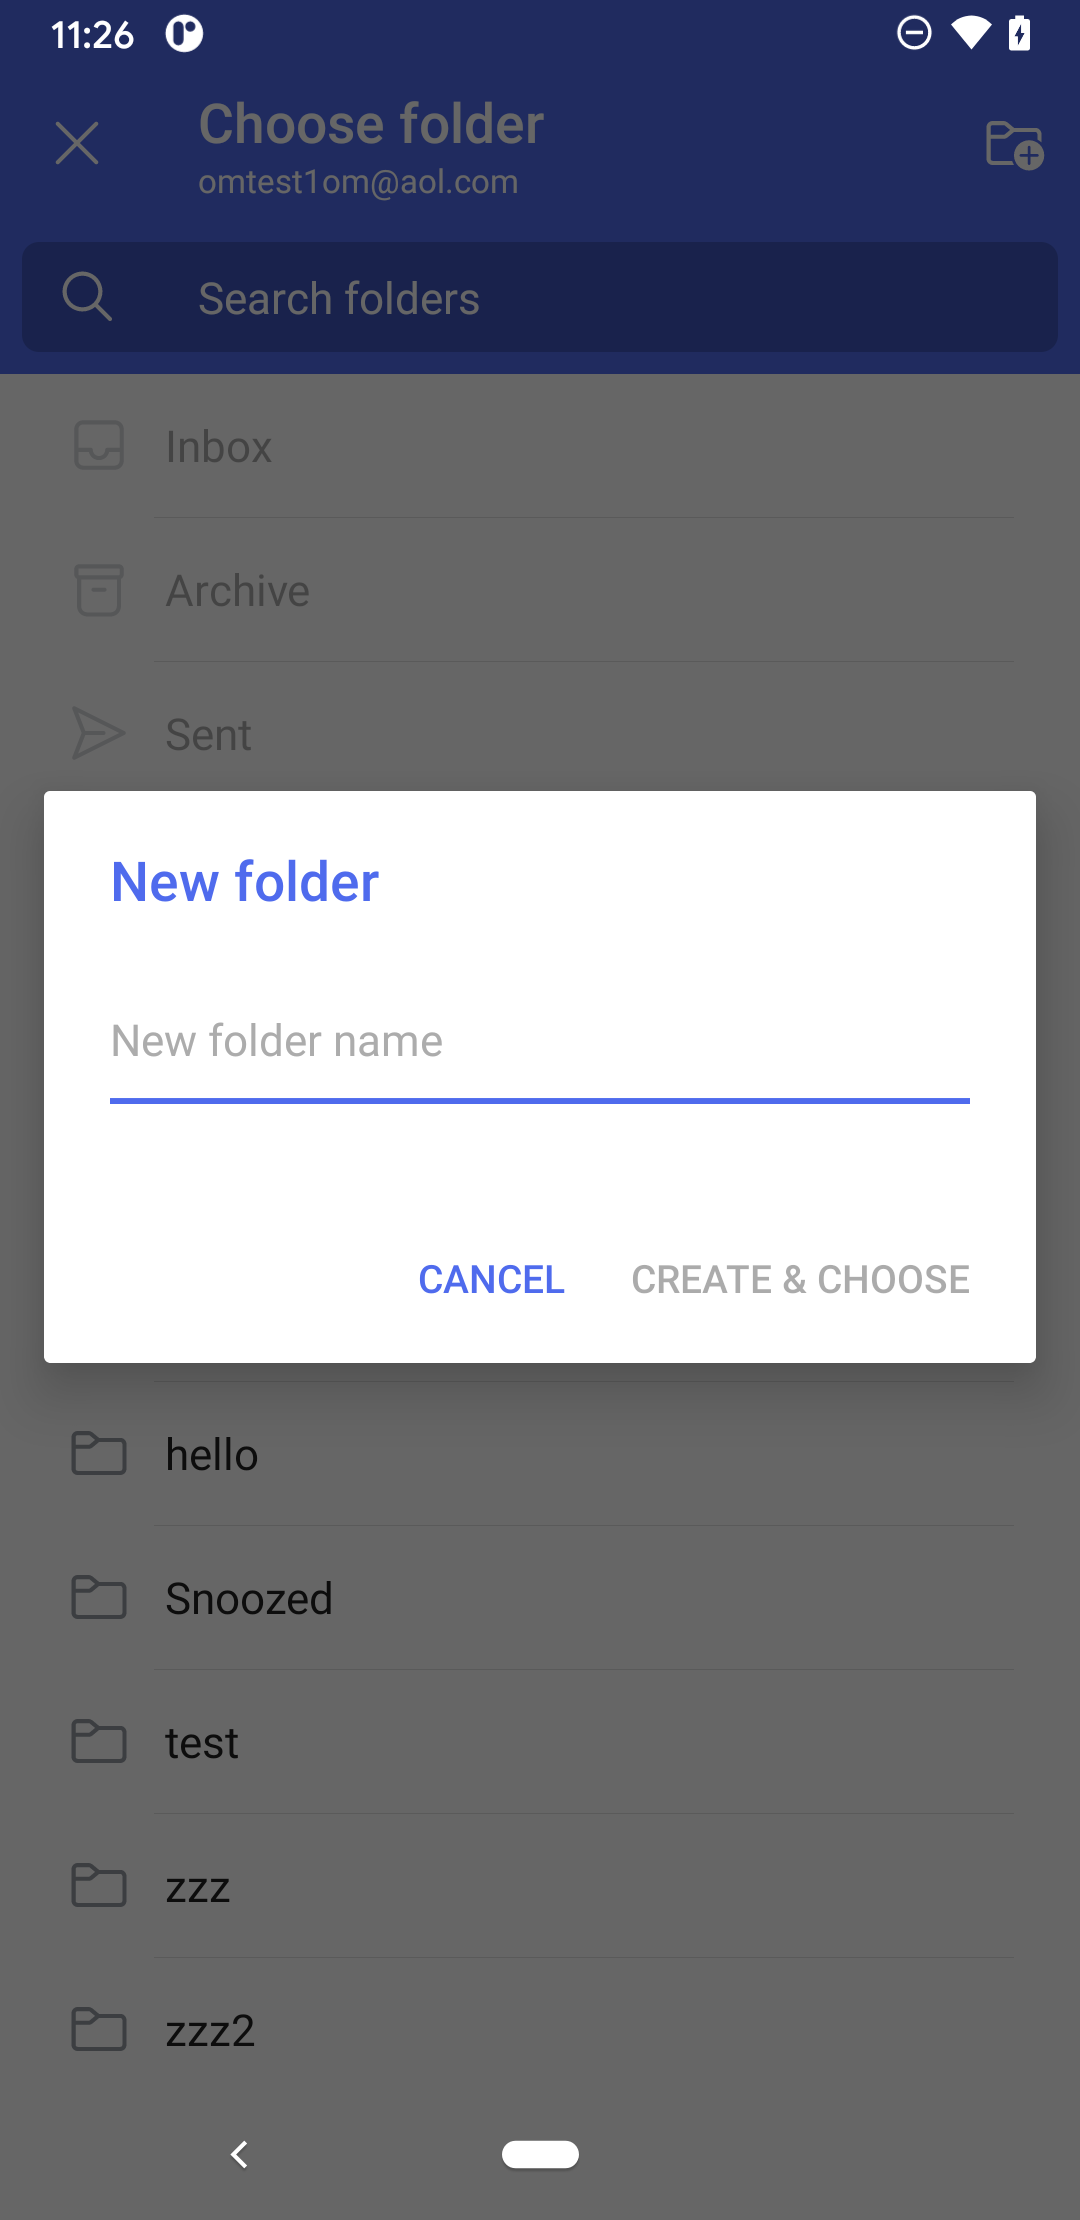 11:26
Choose folder
omtest1om@aol.com
Search folders
Inbox
Archive
Sent
New folder
New folder name
CANCEL CREATE & CHOOSE
hello
Snoozed
test
zzz
zzz2